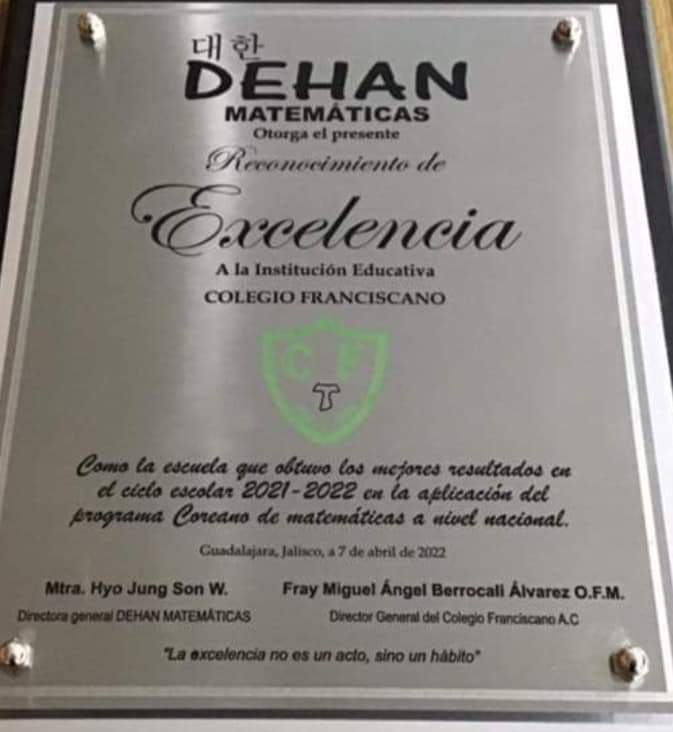 대한
DEHAN
MATEMÁTICAS
Otorga el presente
Reconocimiento de
Excelencia
A la Institución Educativa
COLEGIO FRANCISCANO
C F
T
Como la escuela que obtuvo los mejores resultados en
el ciclo escolar 2021-2022 en la aplicación del
programa Coreano de matemáticas a nivel nacional.
Guadalajara, Jalisco, a 7 de abril de 2022
Mtra. Hyo Jung Son W. Fray Miguel Ángel Berrocali Álvarez O.F.M.
Directora general DEHAN MATEMÁTICAS Director General del Colegio Franciscano A.C
"La excelencia no es un acto, sino un hábito"